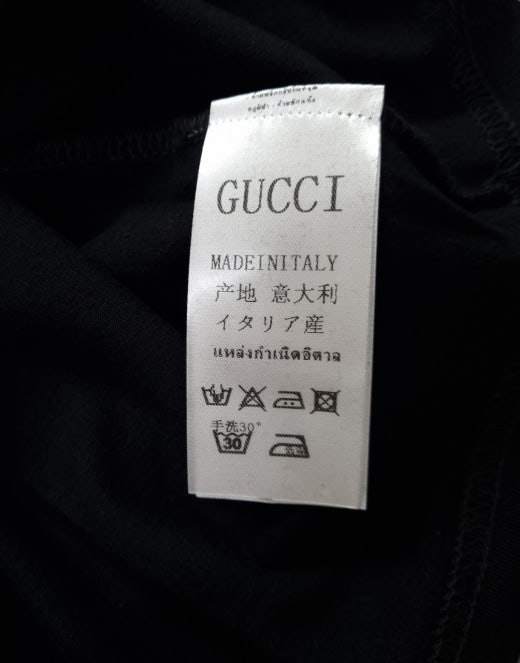 GUCCI
MADEINITALY
产地 意大利
イタリア産
แหล่งกำเนิดอิตาล
手洗30°
30